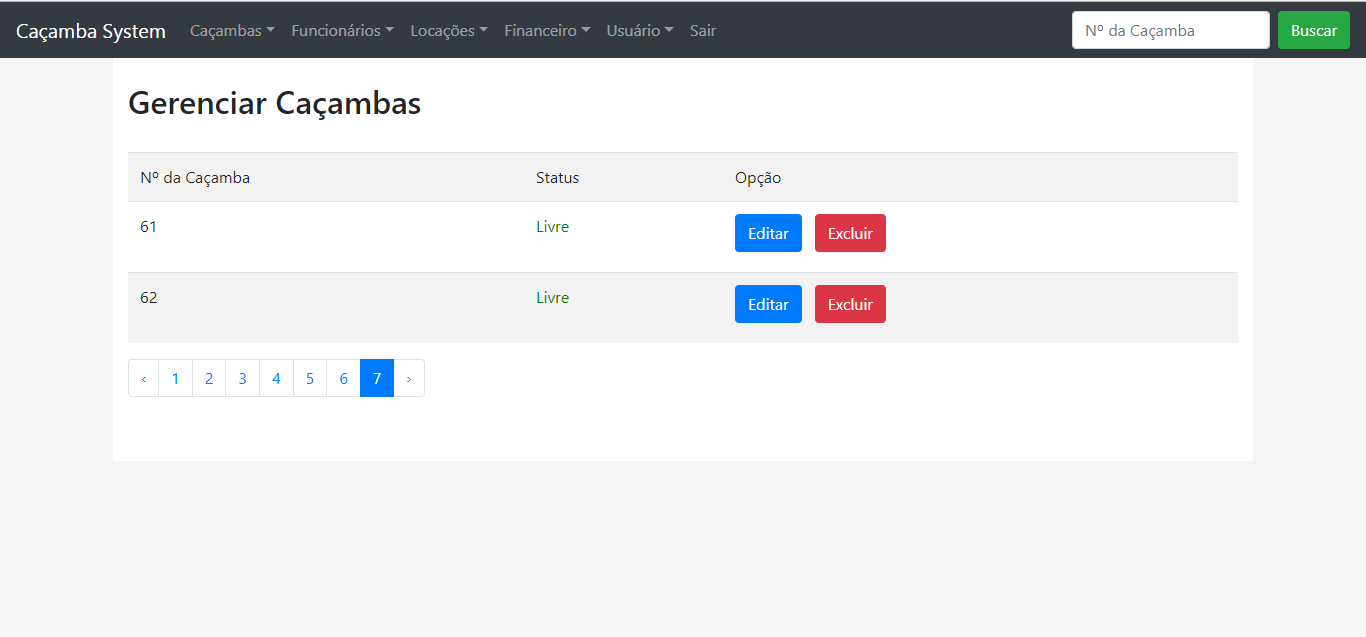 Caçamba System Caçambas Funcionários Locações Financeiro Usuário Sair Nº da Caçamba Buscar
Gerenciar Caçambas
Nº da Caçamba Status Opção
61 Livre Editar Excluir
62 Livre Editar Excluir
‹ 1 2 3 4 5 6 7 ›